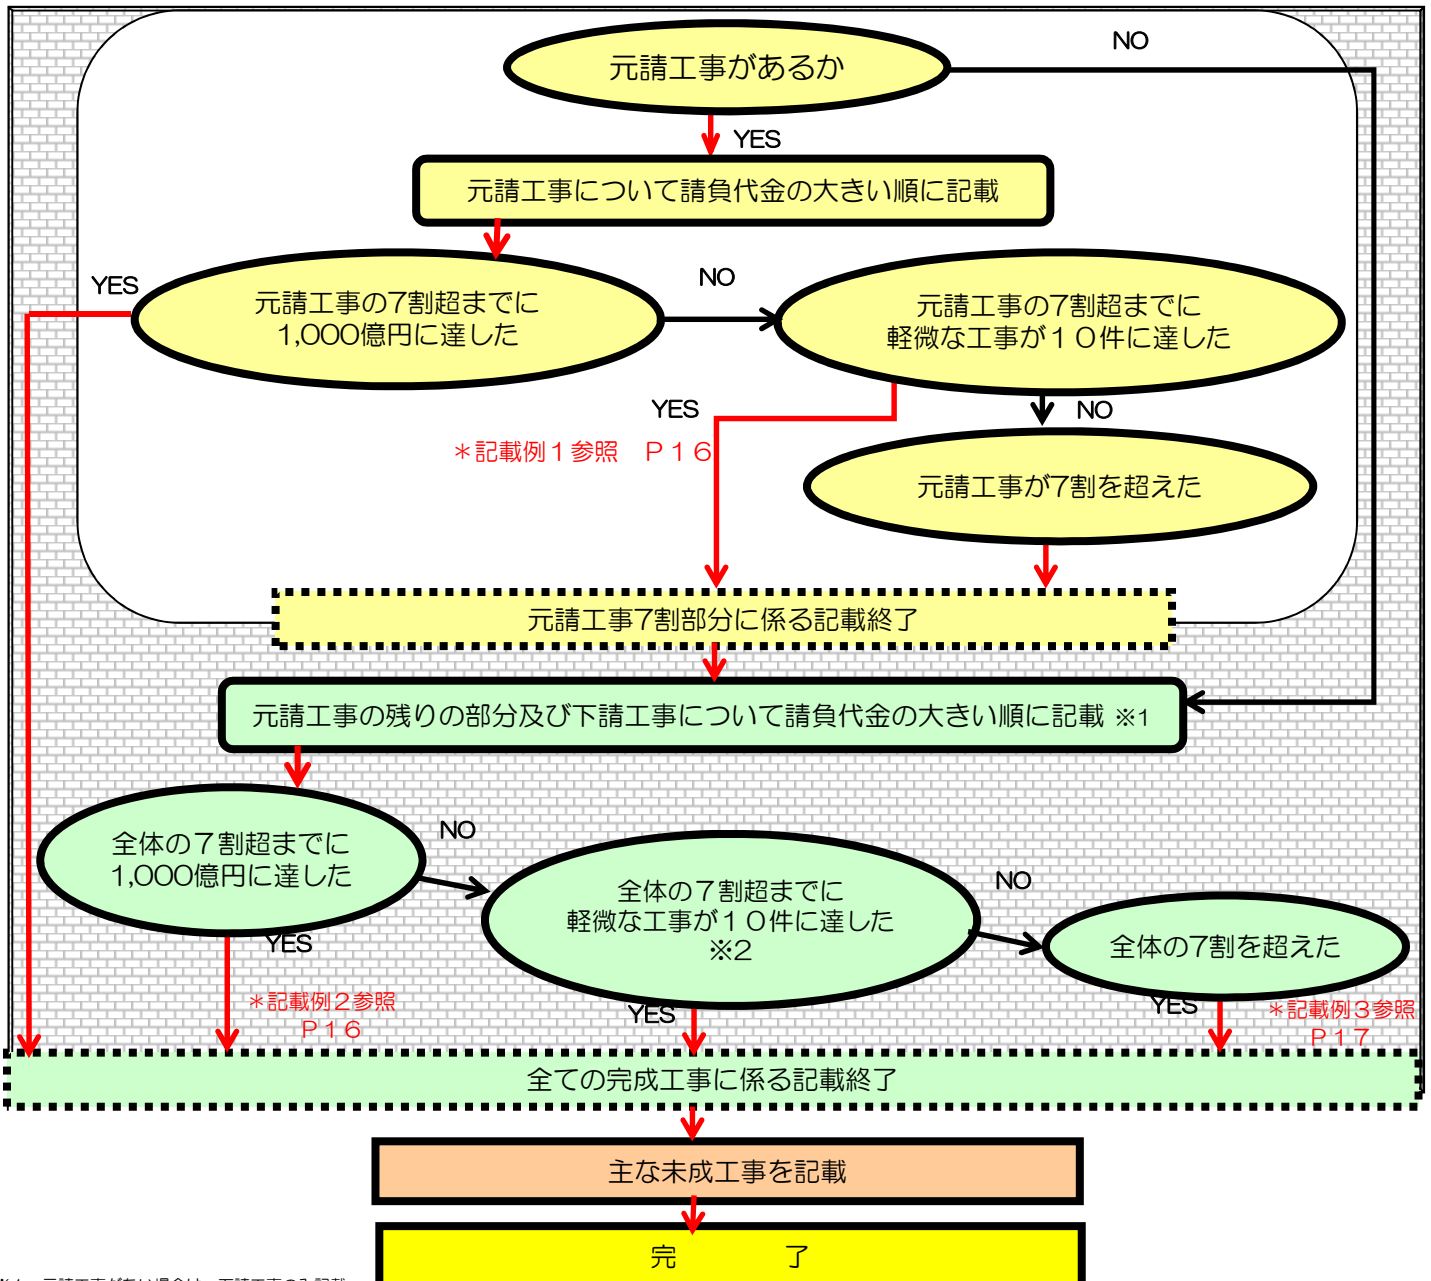 元請工事があるか
NO
YES
元請工事について請負代金の大きい順に記載
YES
元請工事の7割超までに
1,000億円に達した
NO
元請工事の7割超までに
軽微な工事が１０件に達した
YES
NO
＊記載例１参照　Ｐ１６
元請工事が7割を超えた
元請工事7割部分に係る記載終了
元請工事の残りの部分及び下請工事について請負代金の大きい順に記載 ※1
全体の７割超までに
1,000億円に達した
NO
全体の７割超までに
軽微な工事が１０件に達した
※2
NO
全体の7割を超えた
YES
＊記載例２参照
Ｐ１６
YES
YES
＊記載例３参照
Ｐ１７
全ての完成工事に係る記載終了
主な未成工事を記載
完　　　了